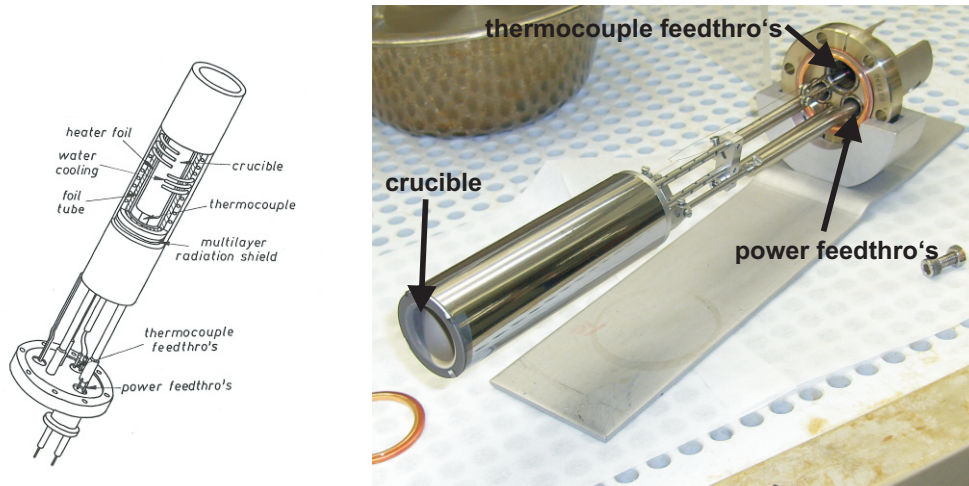 heater foil
water
cooling
foil
tube
crucible
thermocouple
multilayer
radiation shield
thermocouple
feedthro's
power feedthro's
thermocouple feedthro‘s
crucible
power feedthro‘s